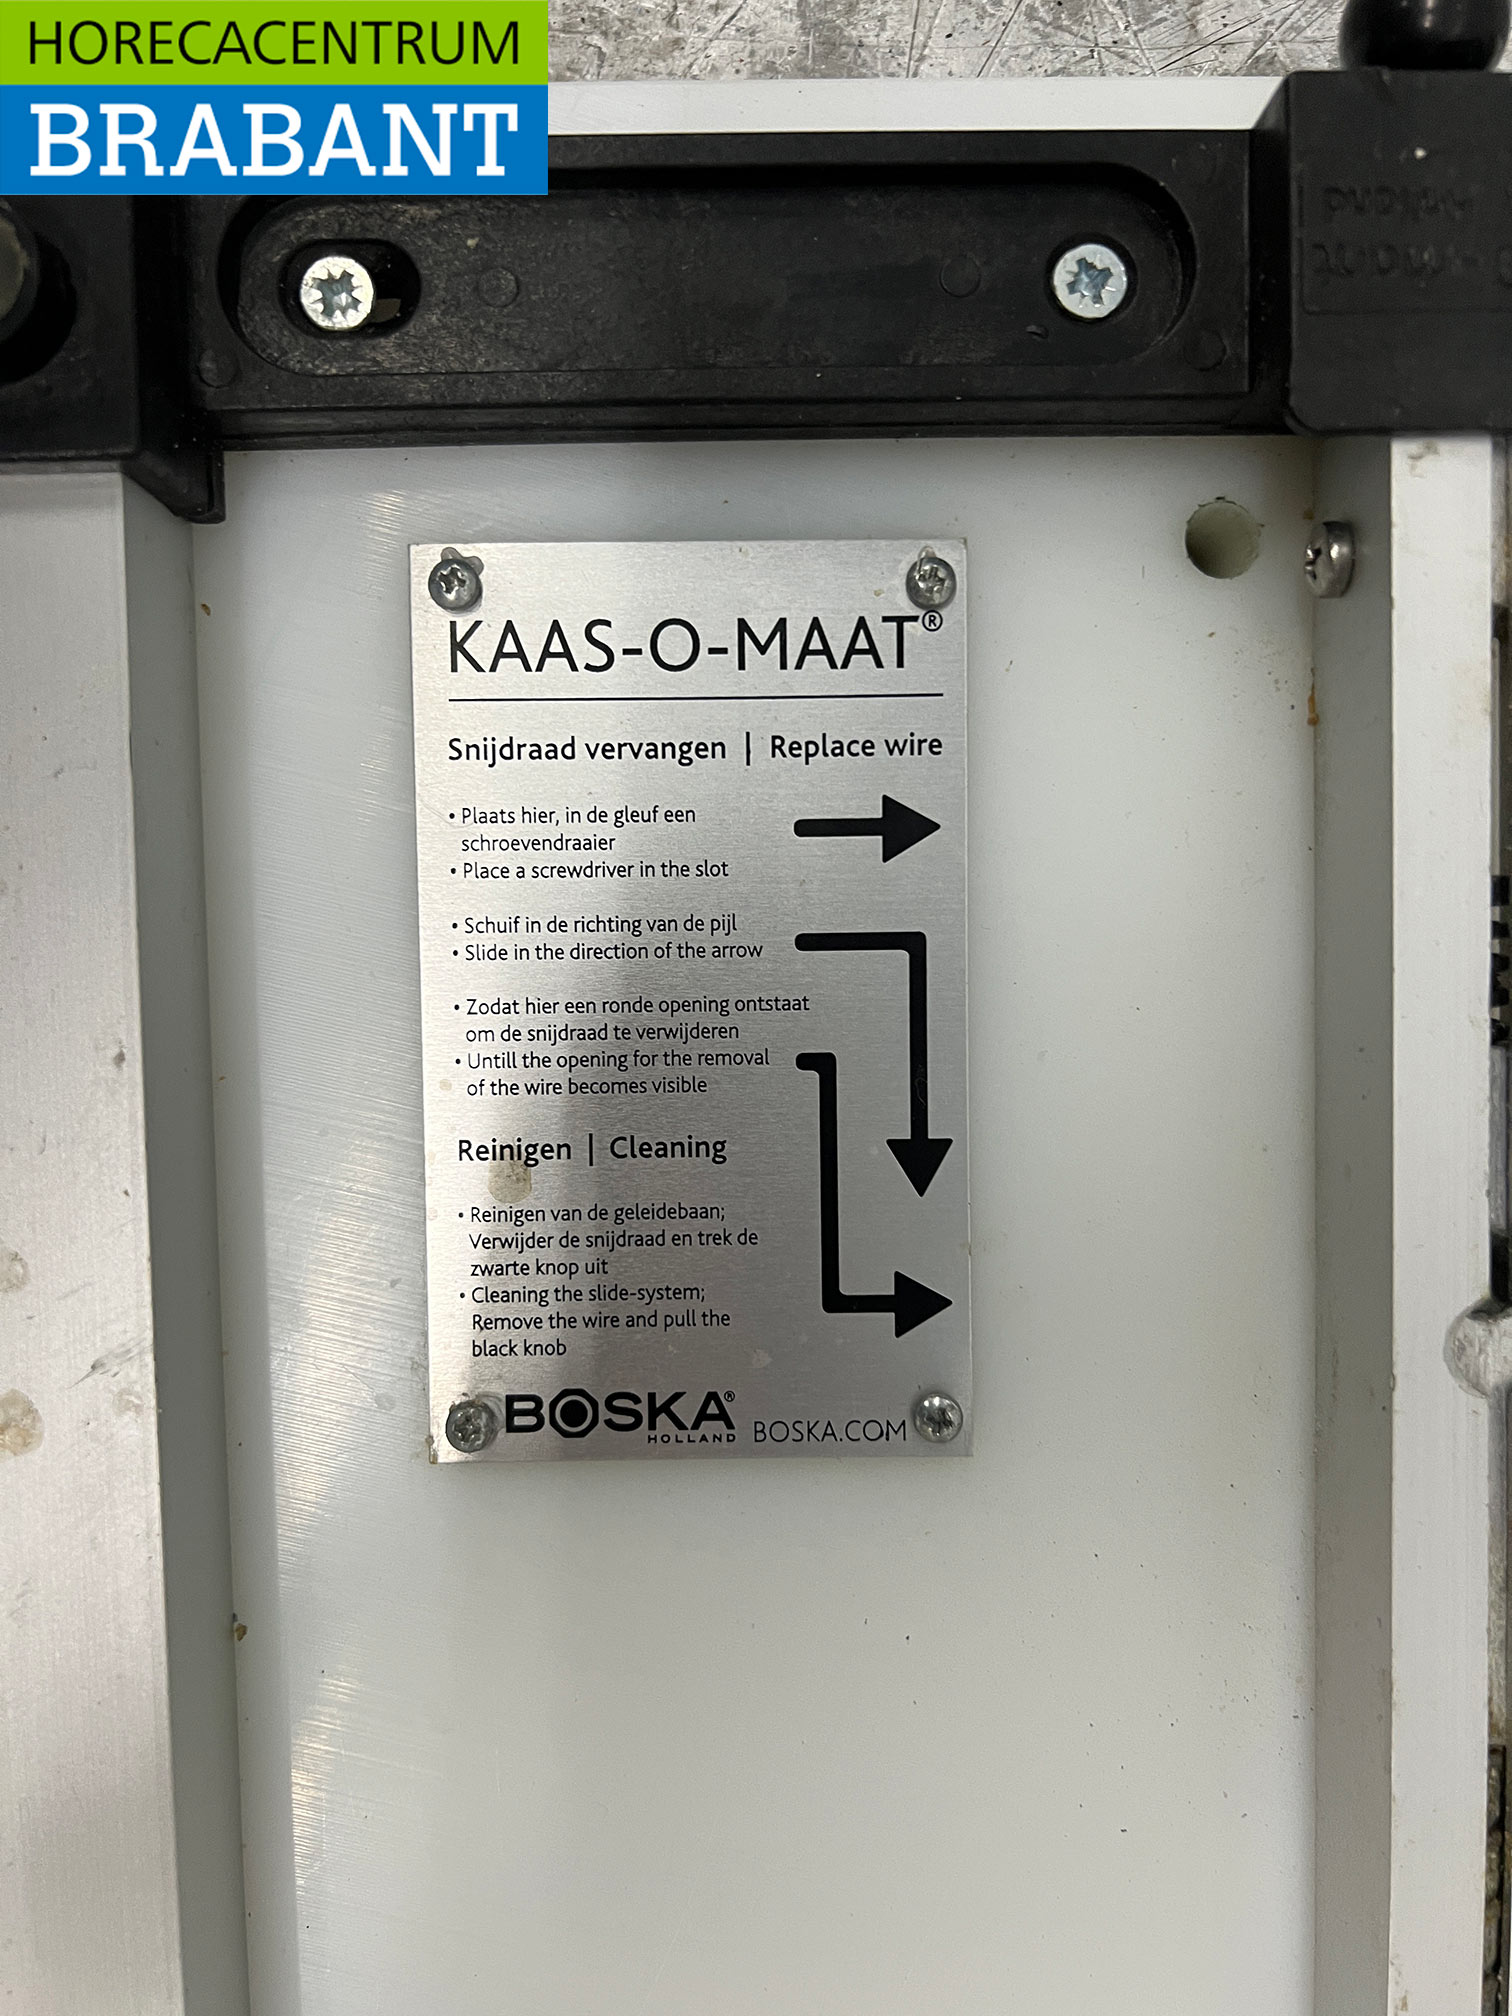 HORECACENTRUM
BRABANT
KAAS-O-MAAT®
Snijdraad vervangen | Replace wire
• Plaats hier, in de gleuf een
schroevendraaier
• Place a screwdriver in the slot
• Schuif in de richting van de pijl
• Slide in the direction of the arrow
• Zodat hier een ronde opening ontstaat
om de snijdraad te verwijderen
• Untill the opening for the removal
of the wire becomes visible
Reinigen | Cleaning
• Reinigen van de geleidebaan;
Verwijder de snijdraad en trek de
zwarte knop uit
• Cleaning the slide-system;
Remove the wire and pull the
black knob
BOSKA®
HOLLAND
BOSKA.COM